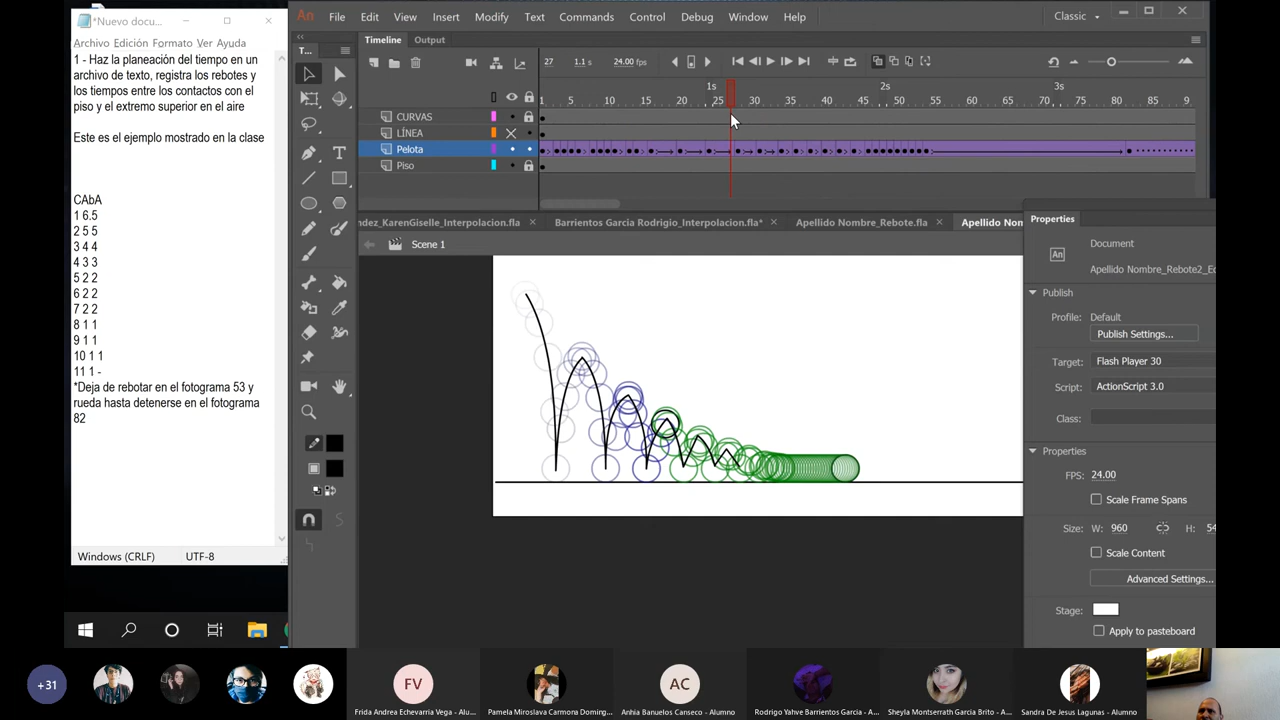 *Nuevo docu...
Archivo Edición Formato Ver Ayuda
1 - Haz la planeación del tiempo en un
archivo de texto, registra los rebotes y
los tiempos entre los contactos con el
piso y el extremo superior en el aire
Este es el ejemplo mostrado en la clase
CAbA
1 6.5
2 5 5
3 4 4
4 3 3
5 2 2
6 2 2
7 2 2
8 1 1
9 1 1
10 1 1
11 1 -
*Deja de rebotar en el fotograma 53 y
rueda hasta detenerse en el fotograma
82
Windows (CRLF) UTF-8
An File Edit View Insert Modify Text Commands Control Debug Window Help Classic
T...
Timeline Output
27 1.1 s 24.00 fps
1s 2s 3s
1 5 10 15 20 25 30 35 40 45 50 55 60 65 70 75 80 85 9
CURVAS
LÍNEA
Pelota
Piso
ndez_KarenGiselle_Interpolacion.fla Barrientos Garcia Rodrigio_Interpolacion.fla* Apellido Nombre_Rebote.fla Apellido Nom
Scene 1
Properties
Document
An Apellido Nombre_Rebote2_Ec
Publish
Profile: Default
Publish Settings...
Target: Flash Player 30
Script: ActionScript 3.0
Class:
Properties
FPS: 24.00
Scale Frame Spans
Size: W: 960 H: 54
Scale Content
Advanced Settings...
Stage:
Apply to pasteboard
+31
FV
AC
Frida Andrea Echevarria Vega - Alu...
Pamela Miroslava Carmona Doming...
Anhia Banuelos Canseco - Alumno
Rodrigo Yahve Barrientos Garcia - A...
Sheyla Montserrath Garcia Brito - A...
Sandra De Jesus Lagunas - Alumno